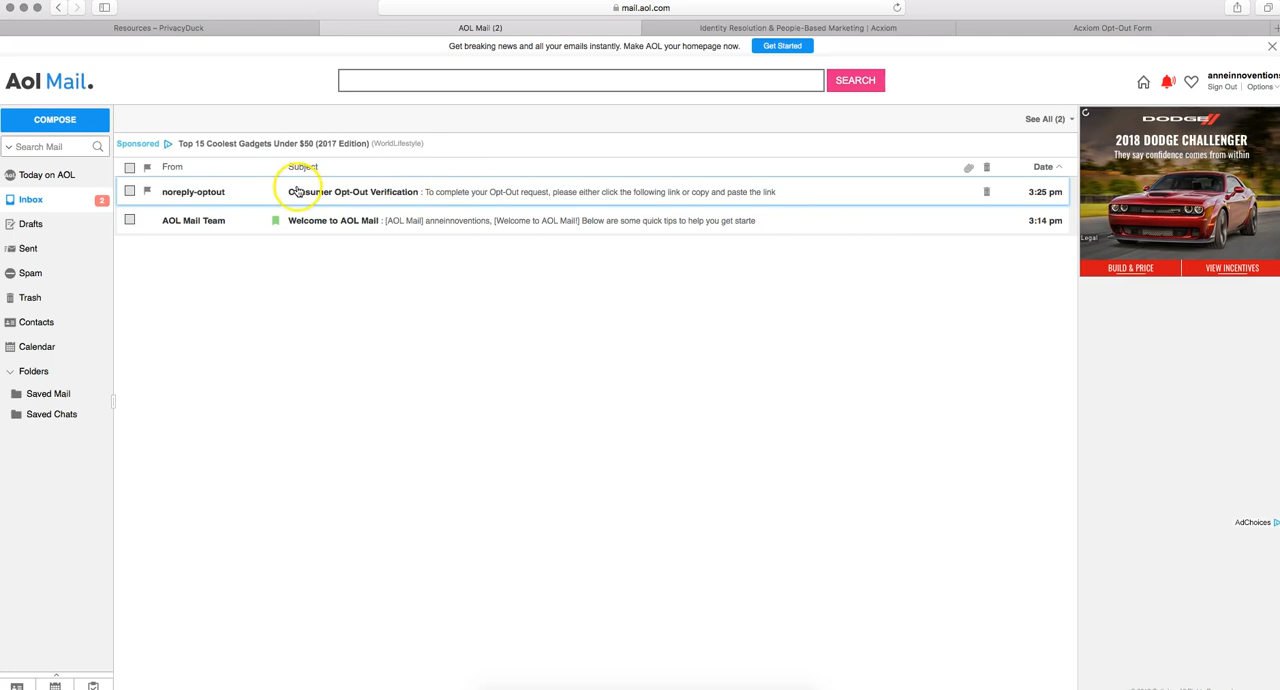 mail.aol.com
Resources – PrivacyDuck
AOL Mail (2)
Identity Resolution & People-Based Marketing | Acxiom
Acxiom Opt-Out Form
Get breaking news and all your emails instantly. Make AOL your homepage now.
Get Started
Aol Mail.
SEARCH
anneinnovations
Sign Out | Options
COMPOSE
Search Mail
Today on AOL
Inbox
2
Drafts
Sent
Spam
Trash
Contacts
Calendar
Folders
Saved Mail
Saved Chats
See All (2)
Sponsored Top 15 Coolest Gadgets Under $50 (2017 Edition) (WorldLifestyle)
From Subject Date
noreply-optout Consumer Opt-Out Verification : To complete your Opt-Out request, please either click the following link or copy and paste the link 3:25 pm
AOL Mail Team Welcome to AOL Mail : [AOL Mail] anneinnoventions, [Welcome to AOL Mail!] Below are some quick tips to help you get starte 3:14 pm
DODGE
2018 DODGE CHALLENGER
They say confidence comes from within
Legal
BUILD & PRICE
VIEW INCENTIVES
AdChoices